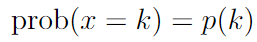 prob(x = k) = p(k)